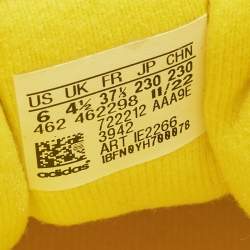 US UK FR JP CHN
6 4½ 37⅓ 230 230
462 462298 11/22
722212 AAA9E
3942
ART IE2266
1BFN0YH700076
adidas